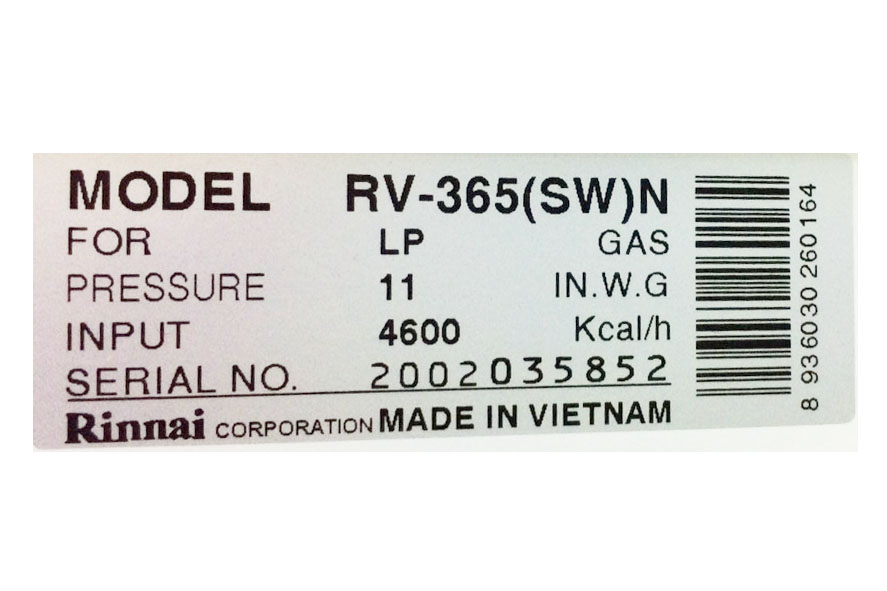 MODEL RV-365(SW)N
FOR LP GAS
PRESSURE 11 IN.W.G
INPUT 4600 Kcal/h
SERIAL NO. 2002035852
Rinnai CORPORATION MADE IN VIETNAM
8 936030 260164